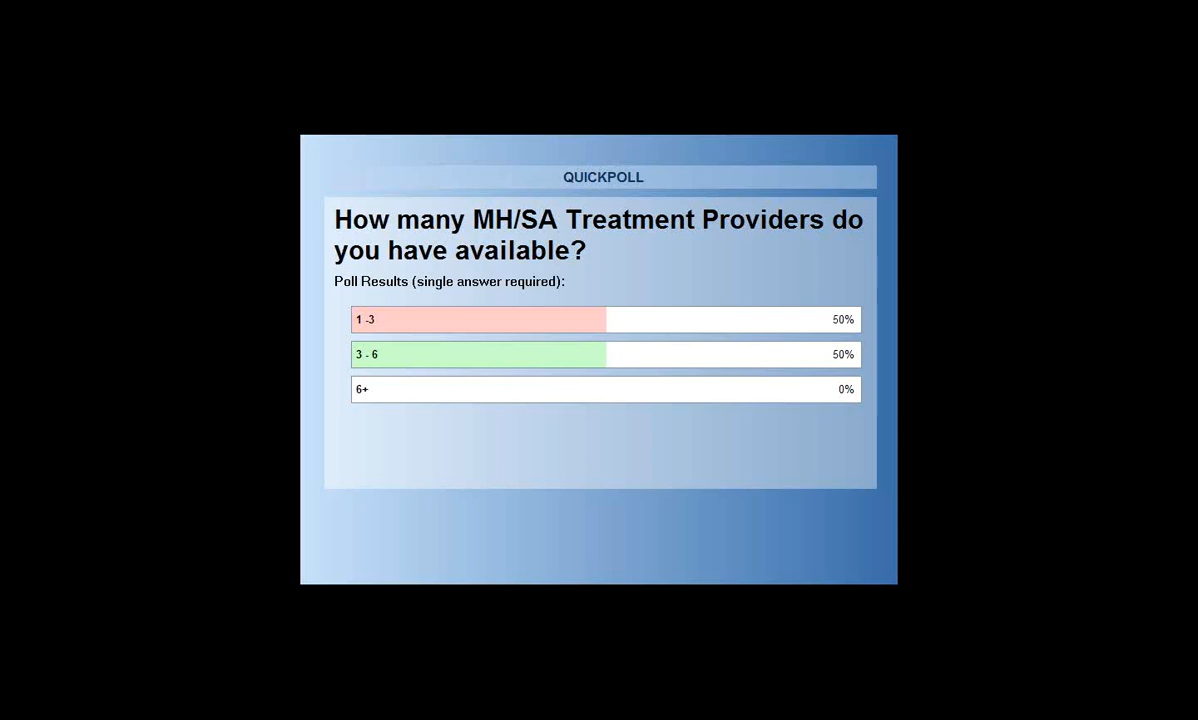 QUICKPOLL
How many MH/SA Treatment Providers do
you have available?
Poll Results (single answer required):
1 -3 50%
3 - 6 50%
6+ 0%